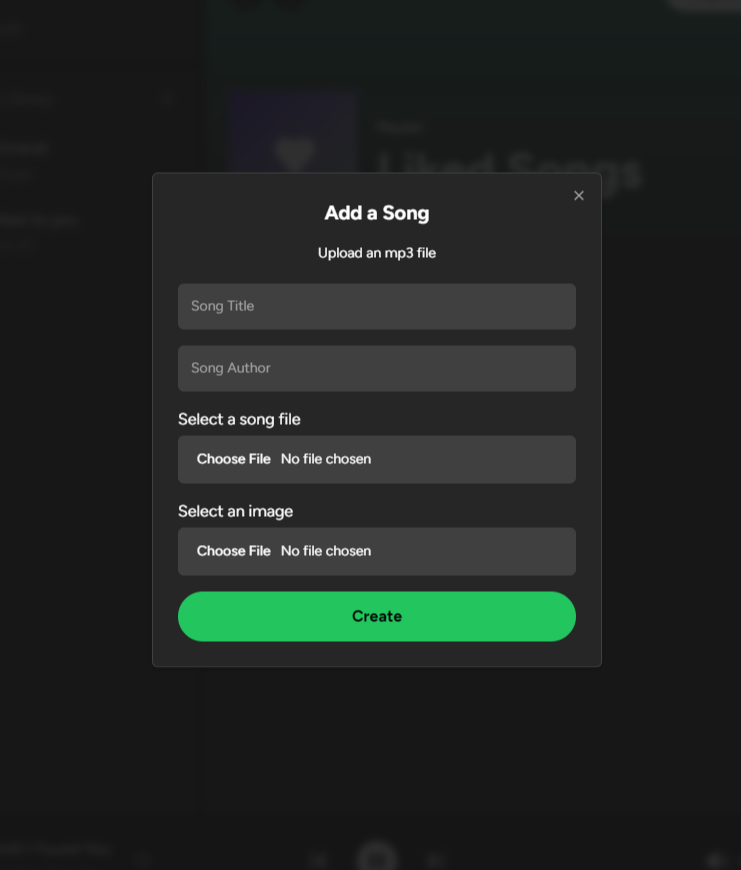 Liked Songs
Add a Song
Upload an mp3 file
Song Title
Song Author
Select a song file
Choose File No file chosen
Select an image
Choose File No file chosen
Create